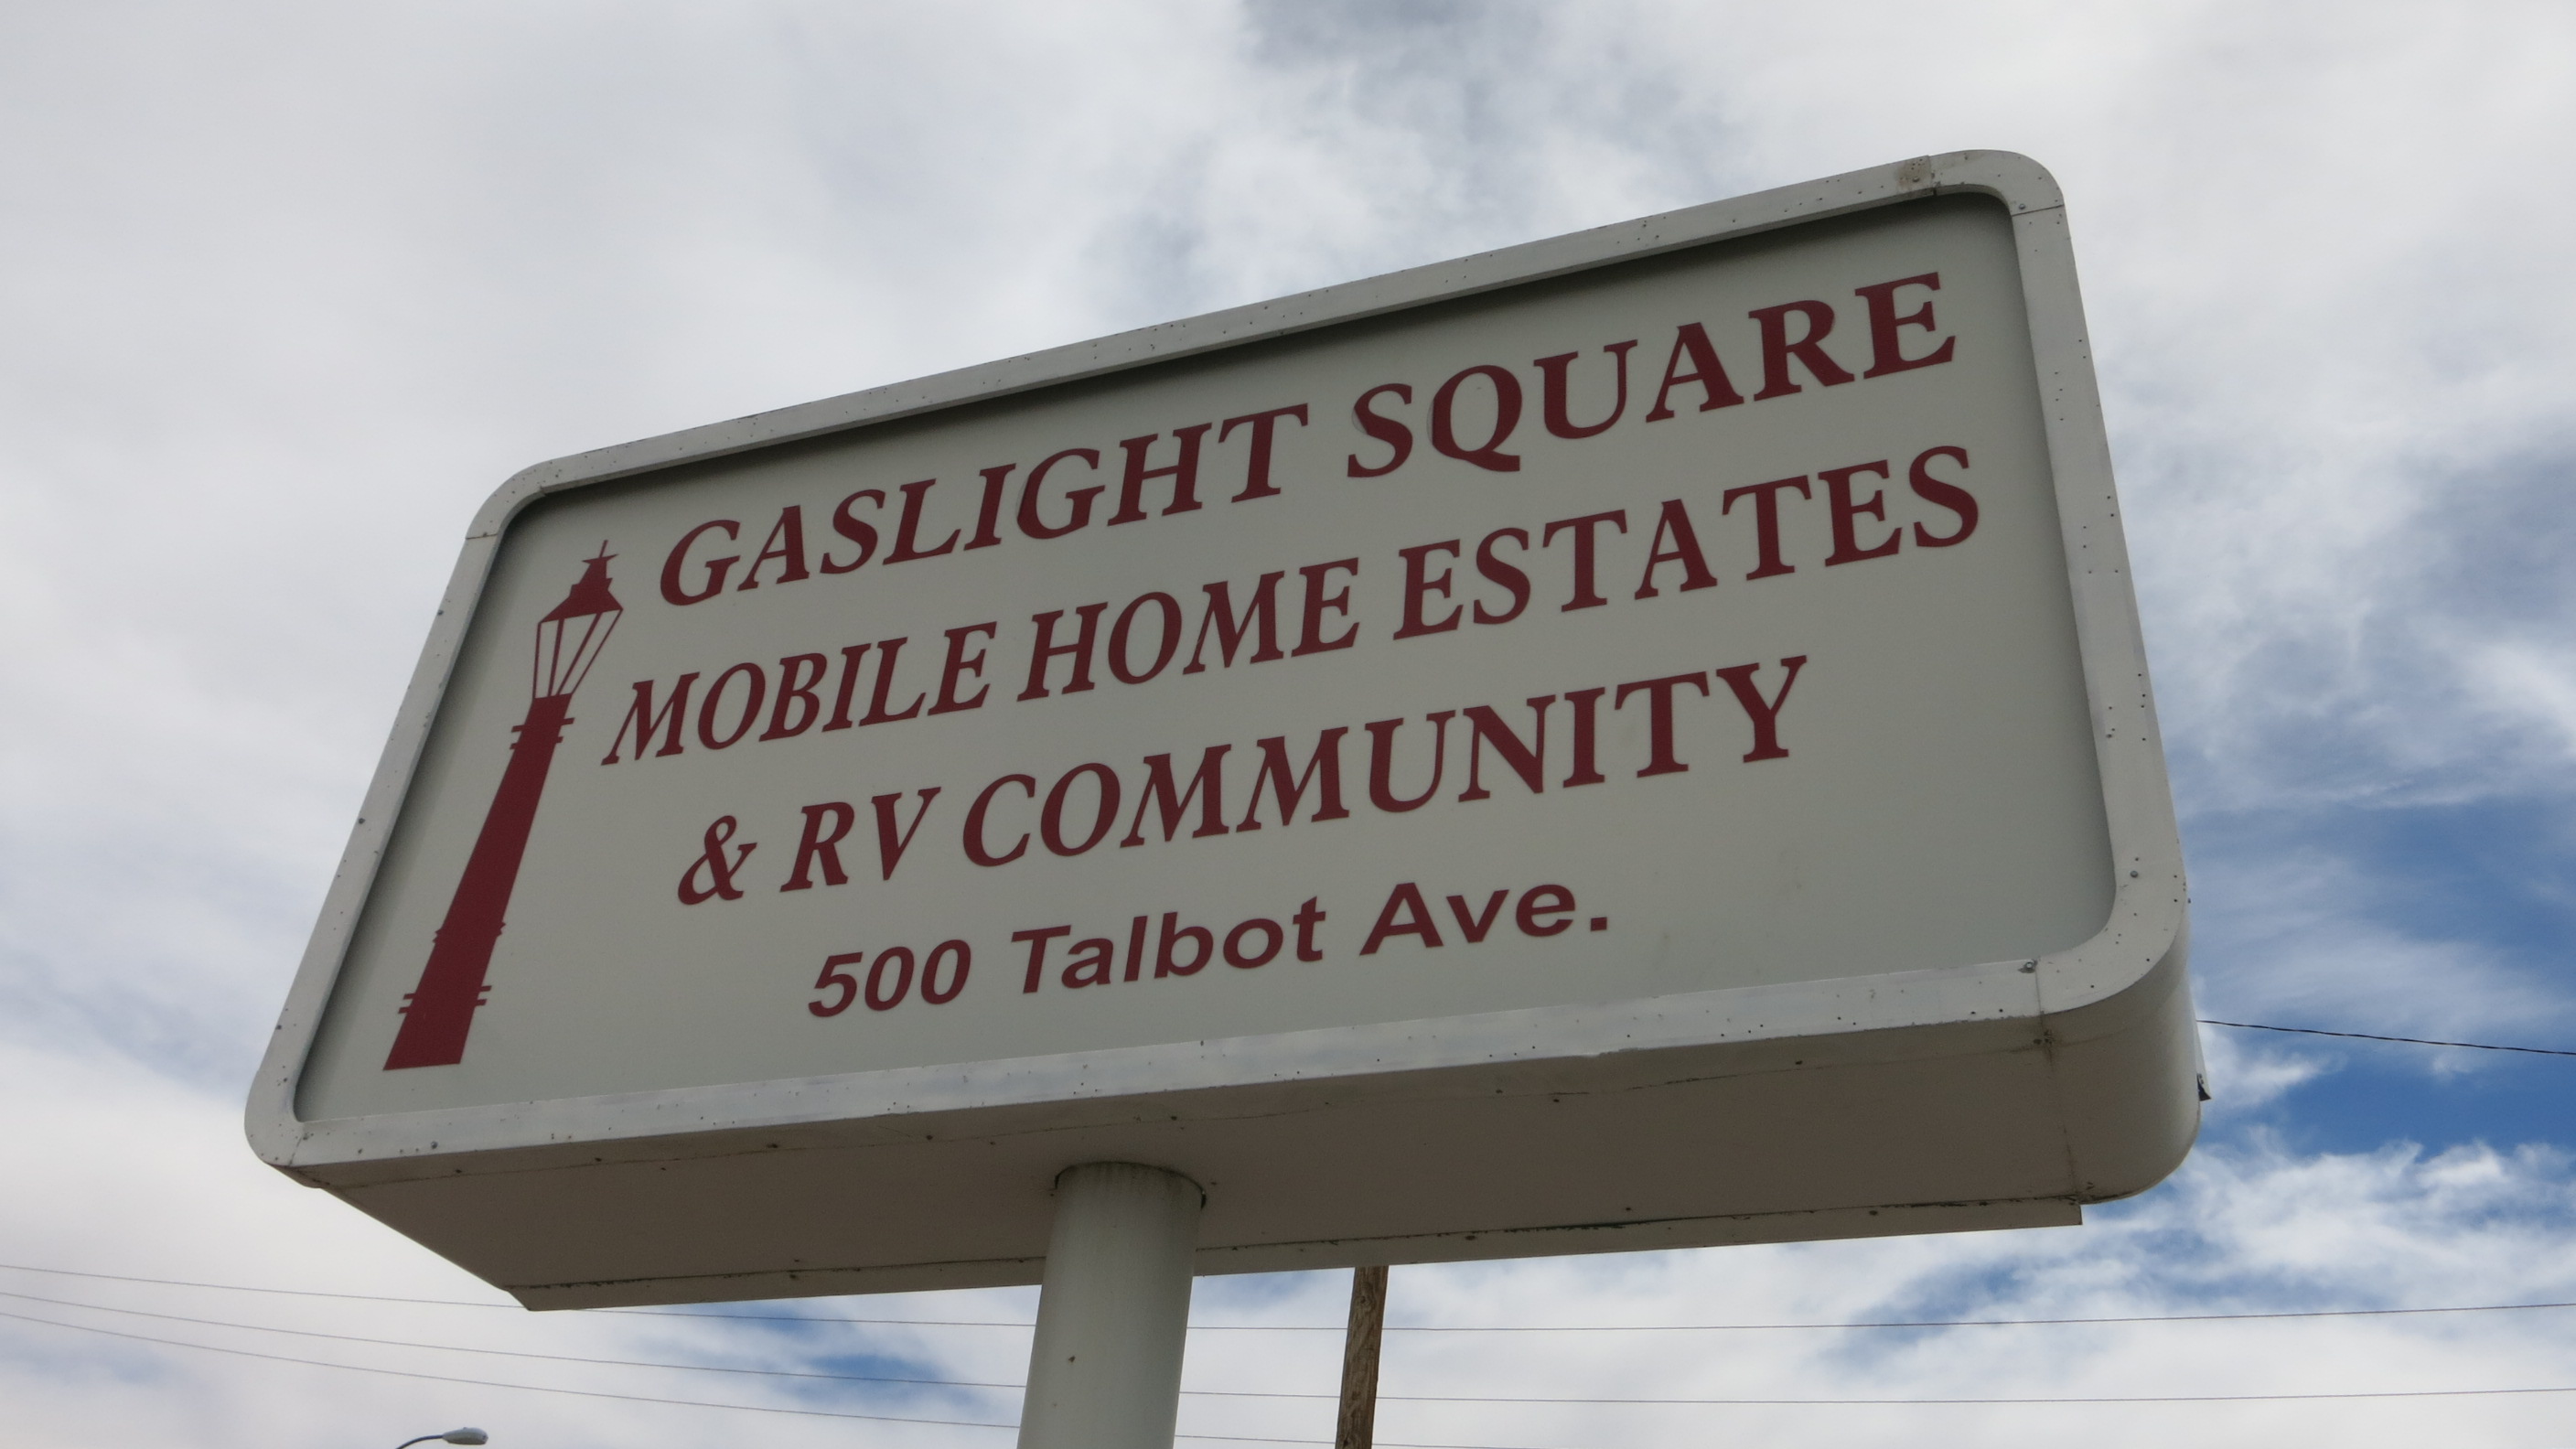 GASLIGHT SQUARE
MOBILE HOME ESTATES
& RV COMMUNITY
500 Talbot Ave.